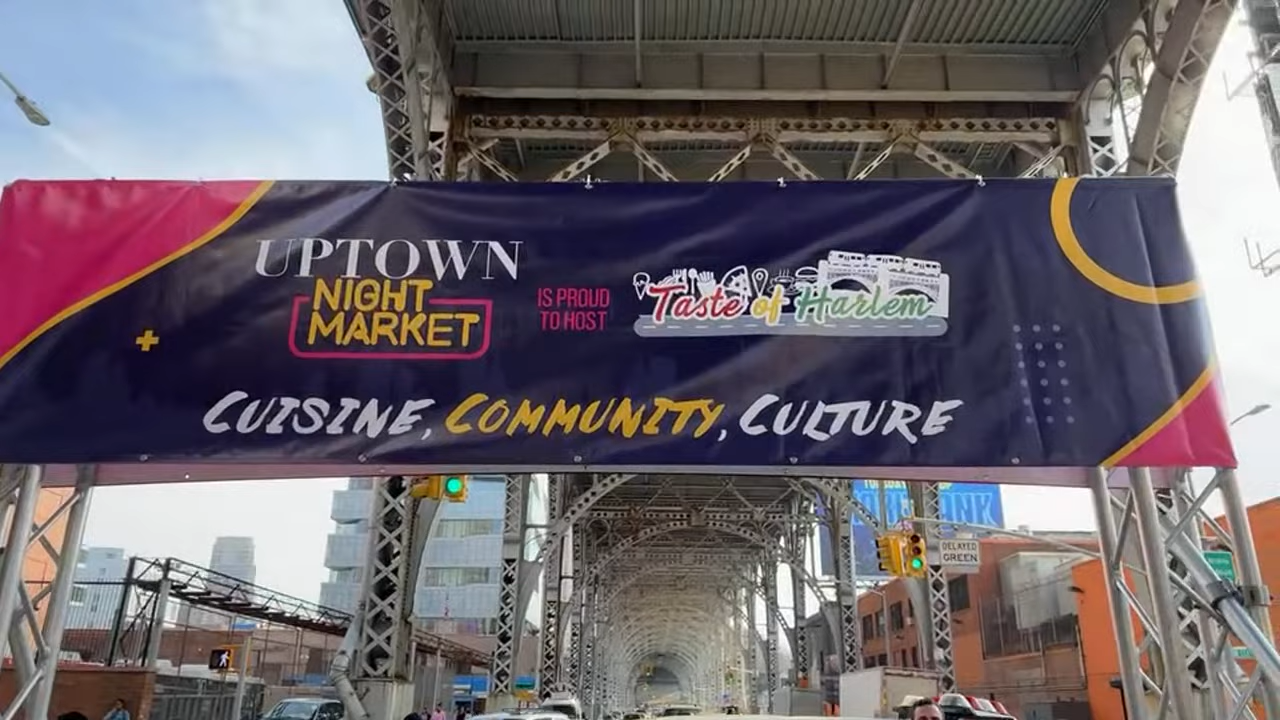 UPTOWN
NIGHT
MARKET
IS PROUD
TO HOST
Taste of Harlem
CUISINE, COMMUNITY, CULTURE
DELAYED
GREEN